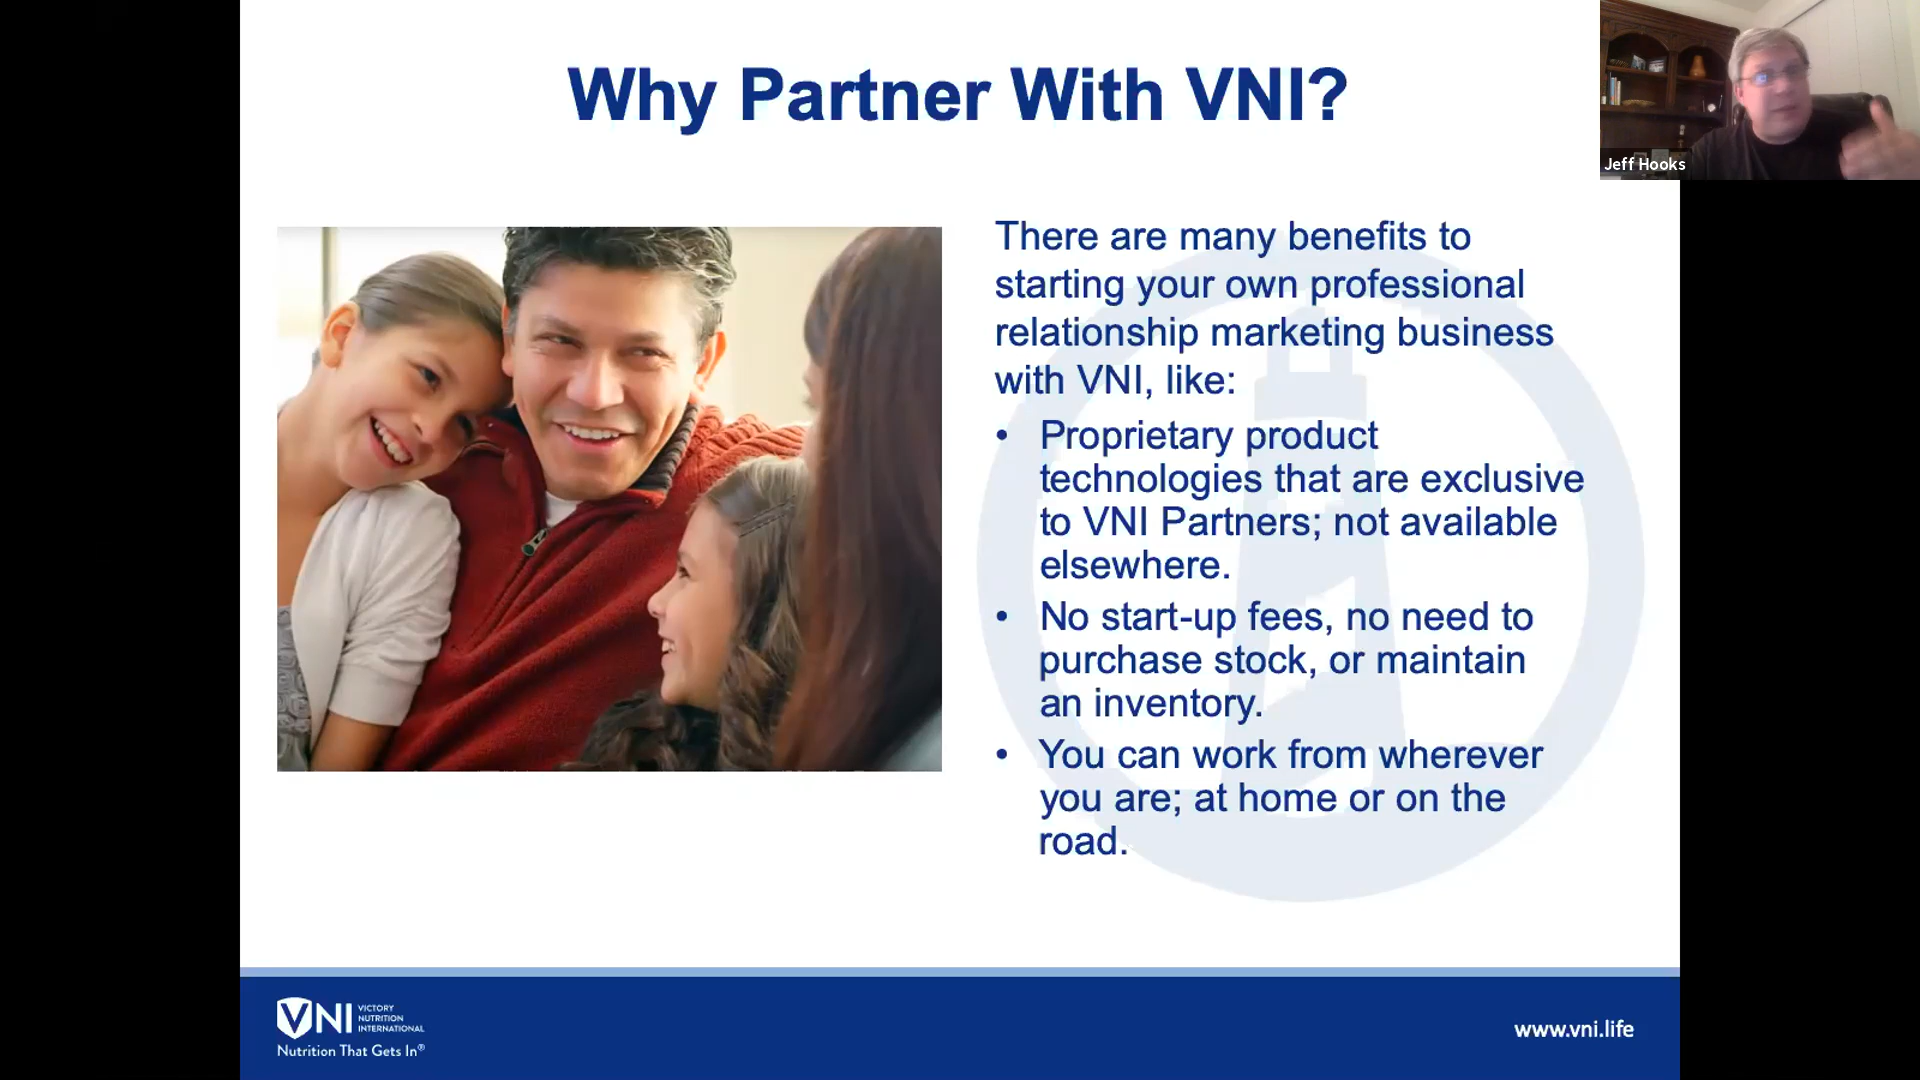 Why Partner With VNI?
Jeff Hooks
There are many benefits to
starting your own professional
relationship marketing business
with VNI, like:
• Proprietary product
technologies that are exclusive
to VNI Partners; not available
elsewhere.
• No start-up fees, no need to
purchase stock, or maintain
an inventory.
• You can work from wherever
you are; at home or on the
road.
VNI
VICTORY
NUTRITION
INTERNATIONAL
Nutrition That Gets In®
www.vni.life